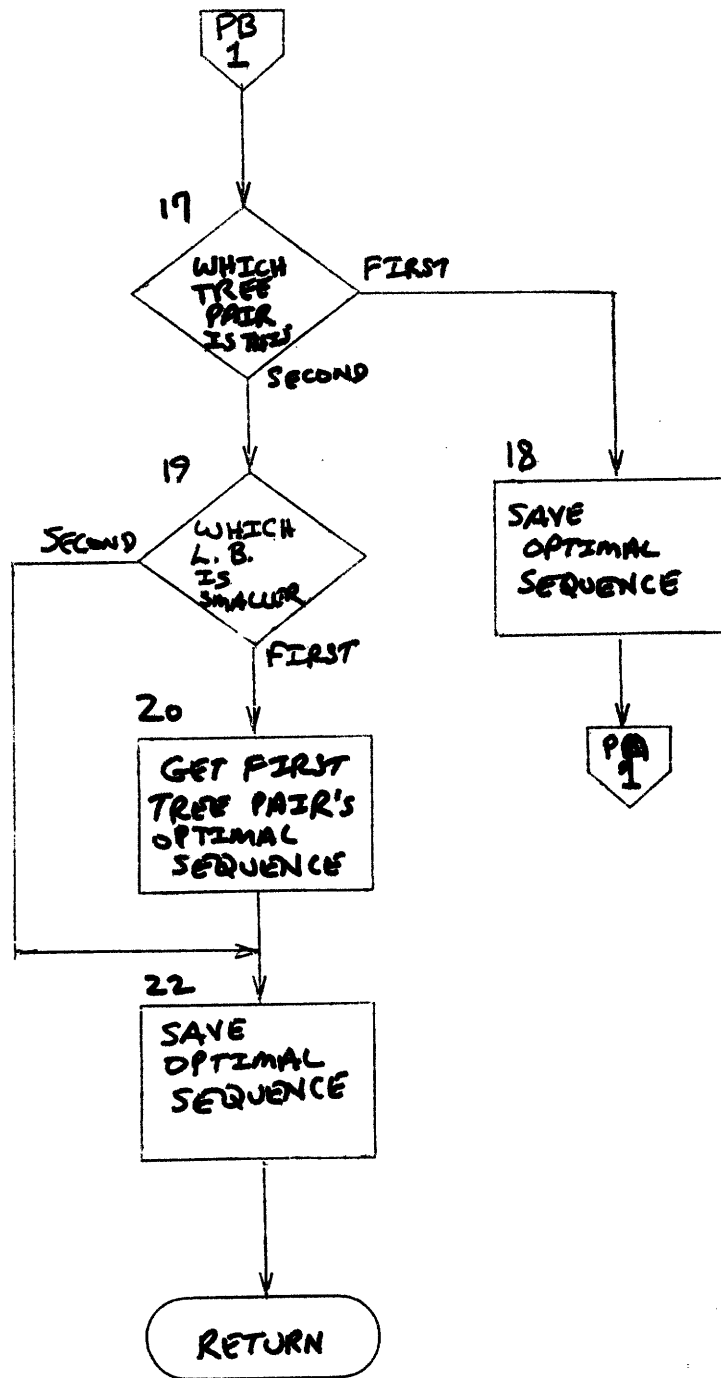 PB
1
17
WHICH
TREE
PAIR
IS THIS
FIRST
SECOND
19
WHICH
L. B.
IS
SMALLER
SECOND
FIRST
18
SAVE
OPTIMAL
SEQUENCE
1
20
GET FIRST
TREE PAIR'S
OPTIMAL
SEQUENCE
22
SAVE
OPTIMAL
SEQUENCE
RETURN